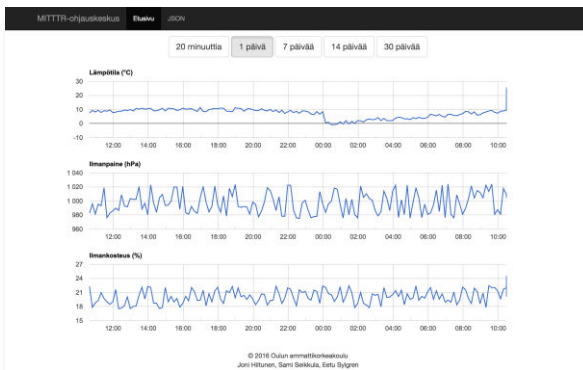 MITTTR-ohjauskeskus Etusivu JSON
20 minuuttia 1 päivä 7 päivää 14 päivää 30 päivää
Lämpötila (°C)
30
20
10
0
-10
12:00 14:00 16:00 18:00 20:00 22:00 00:00 02:00 04:00 06:00 08:00 10:00
Ilmanpaine (hPa)
1 040
1 020
1 000
980
960
12:00 14:00 16:00 18:00 20:00 22:00 00:00 02:00 04:00 06:00 08:00 10:00
Ilmankosteus (%)
27
24
21
18
15
12:00 14:00 16:00 18:00 20:00 22:00 00:00 02:00 04:00 06:00 08:00 10:00
© 2016 Oulun ammattikorkeakoulu
Joni Hiltunen, Sami Seikkula, Eetu Sylgren